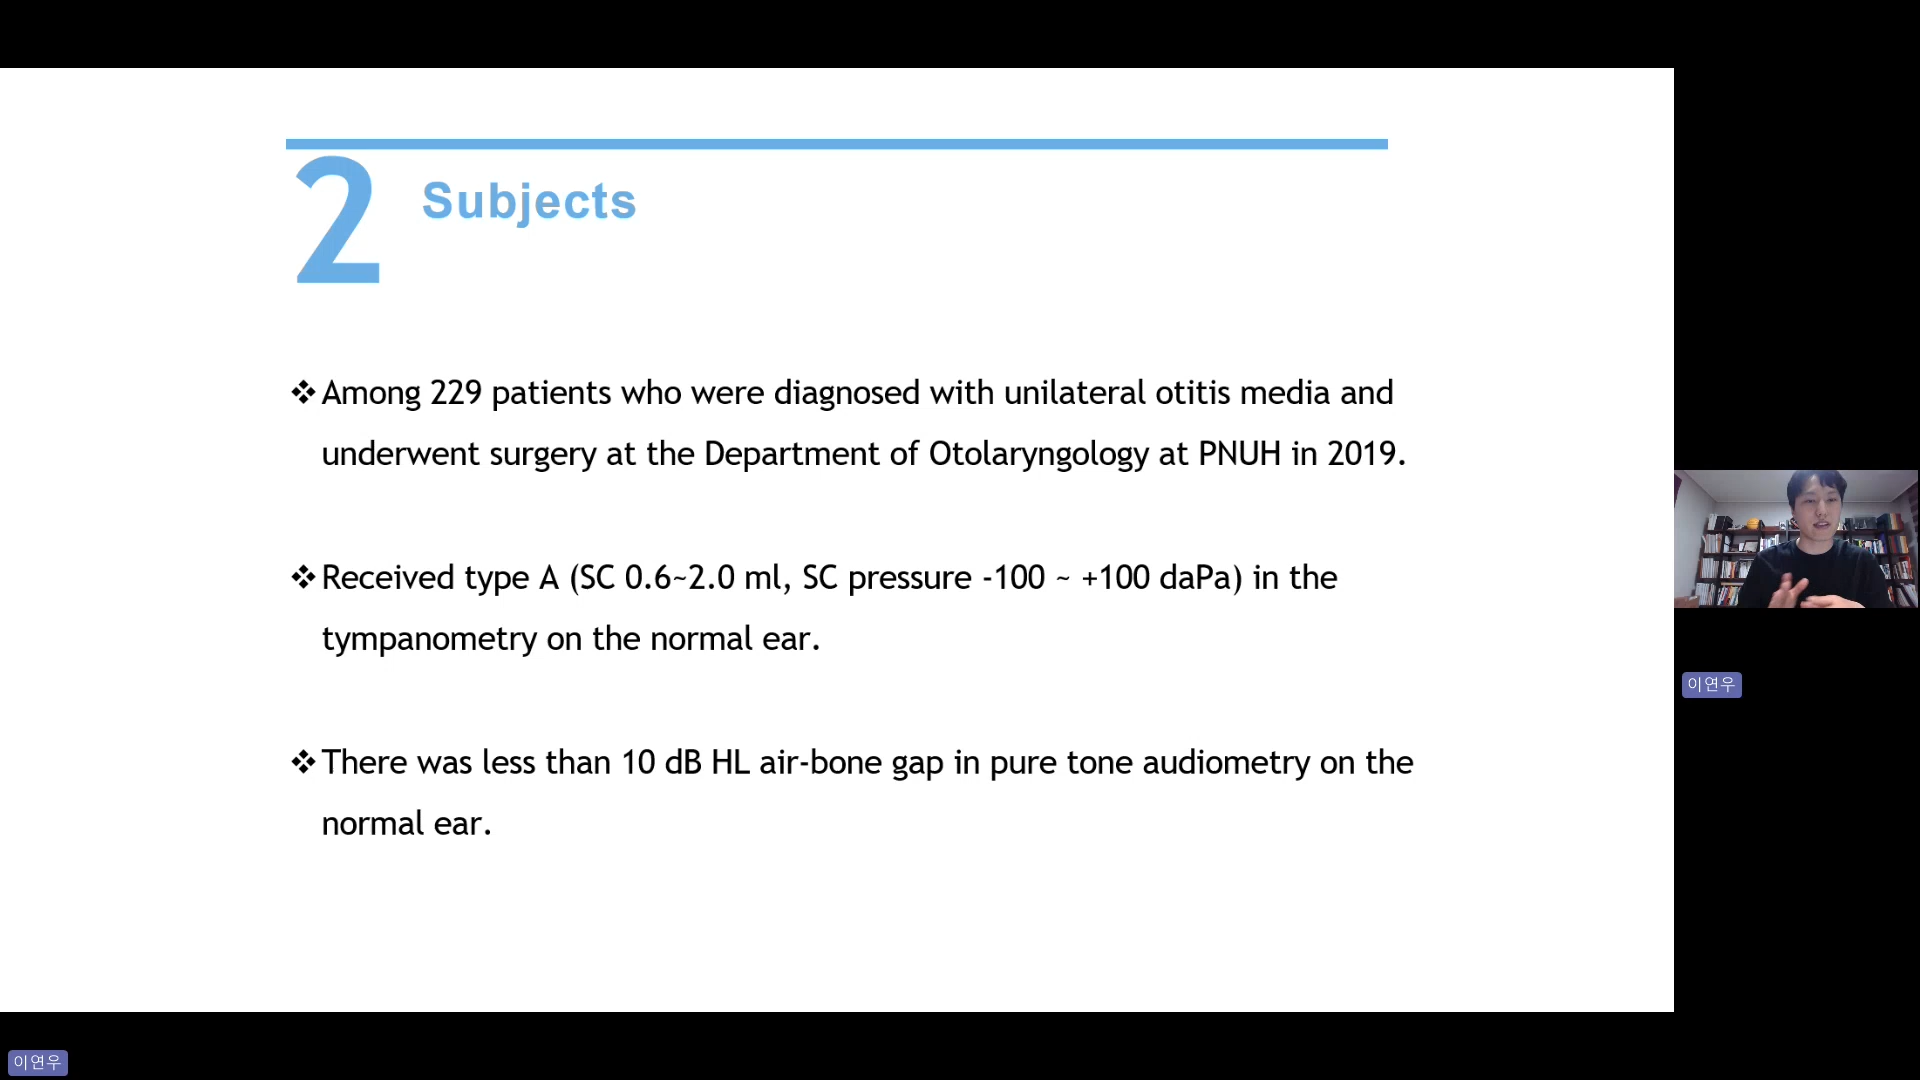 2
Subjects
❖Among 229 patients who were diagnosed with unilateral otitis media and
underwent surgery at the Department of Otolaryngology at PNUH in 2019.
❖Received type A (SC 0.6~2.0 ml, SC pressure -100 ~ +100 daPa) in the
tympanometry on the normal ear.
❖There was less than 10 dB HL air-bone gap in pure tone audiometry on the
normal ear.
이연우
이연우